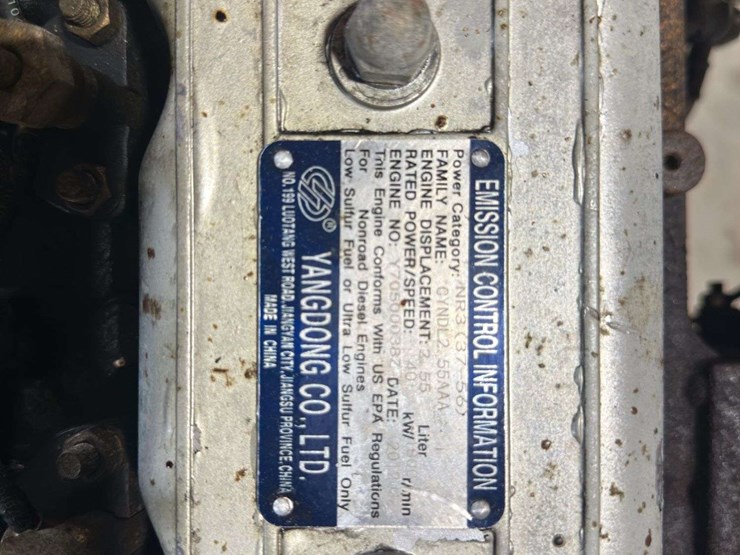 EMISSION CONTROL INFORMATION
Power Category: NR3 (37-56)
FAMILY NAME:
ENGINE DISPLACEMENT: 2.55 Liter
RATED POWER/SPEED: 40 kW/ r/min
ENGINE NO: DATE:
This Engine Conforms With US EPA Regulations
For Nonroad Diesel Engines
Low Sulfur Fuel or Ultra Low Sulfur Fuel Only
® YANGDONG CO., LTD.
NO.199 LUOTANG WEST ROAD, JIANGYAN CITY, JIANGSU PROVINCE, CHINA
MADE IN CHINA